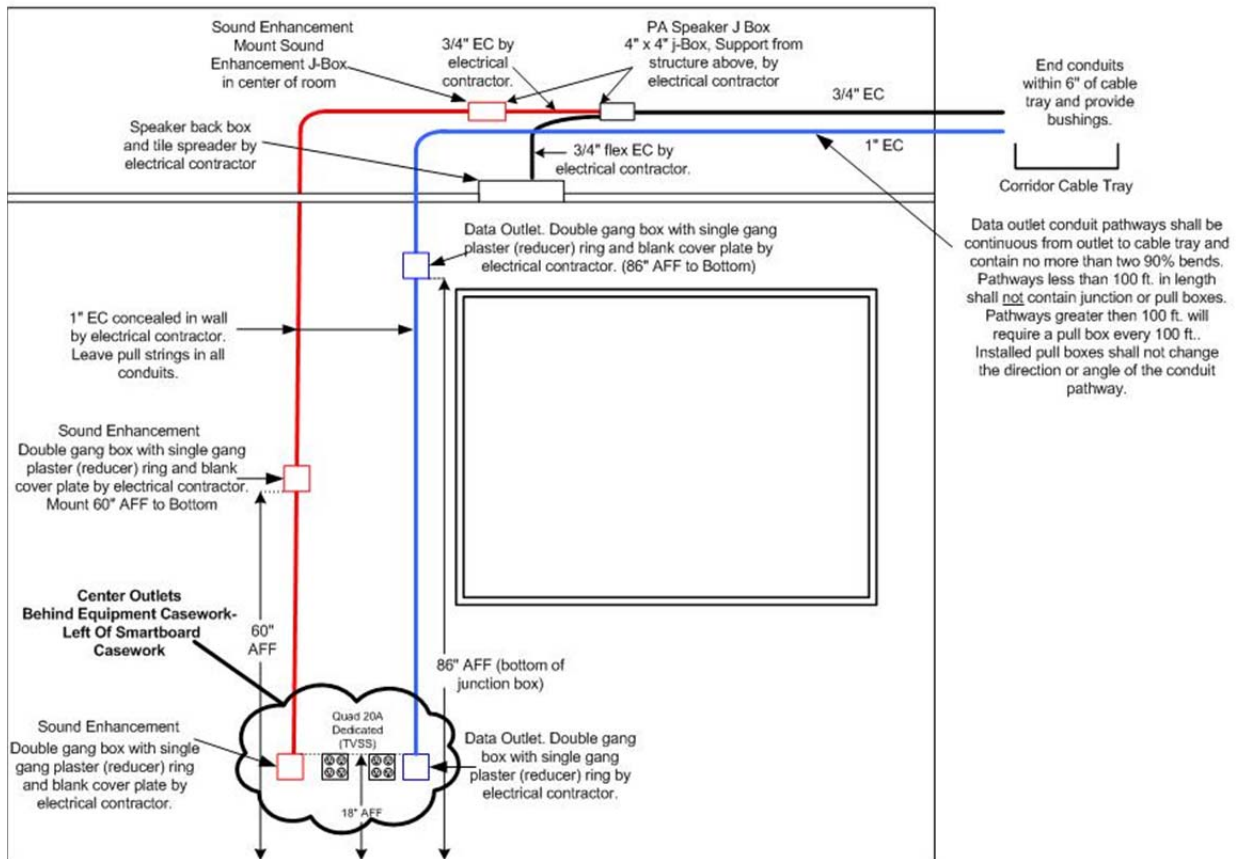 Sound Enhancement
Mount Sound
Enhancement J-Box
in center of room
3/4" EC by
electrical
contractor.
PA Speaker J Box
4" x 4" j-Box, Support from
structure above, by
electrical contractor
End conduits
within 6" of cable
tray and provide
bushings.
3/4" EC
1" EC
Corridor Cable Tray
Speaker back box
and tile spreader by
electrical contractor
3/4" flex EC by
electrical contractor.
Data Outlet. Double gang box with single gang
plaster (reducer) ring and blank cover plate by
electrical contractor. (86" AFF to Bottom)
Data outlet conduit pathways shall be
continuous from outlet to cable tray and
contain no more than two 90% bends.
Pathways less than 100 ft. in length
shall not contain junction or pull boxes.
Pathways greater then 100 ft. will
require a pull box every 100 ft..
Installed pull boxes shall not change
the direction or angle of the conduit
pathway.
1" EC concealed in wall
by electrical contractor.
Leave pull strings in all
conduits.
Sound Enhancement
Double gang box with single gang
plaster (reducer) ring and blank
cover plate by electrical contractor.
Mount 60" AFF to Bottom
Center Outlets
Behind Equipment Casework-
Left Of Smartboard
Casework
60"
AFF
86" AFF (bottom of
junction box)
Sound Enhancement
Double gang box with single
gang plaster (reducer) ring
and blank cover plate by
electrical contractor.
Quad 20A
Dedicated
(TVSS)
18" AFF
Data Outlet. Double gang
box with single gang
plaster (reducer) ring by
electrical contractor.